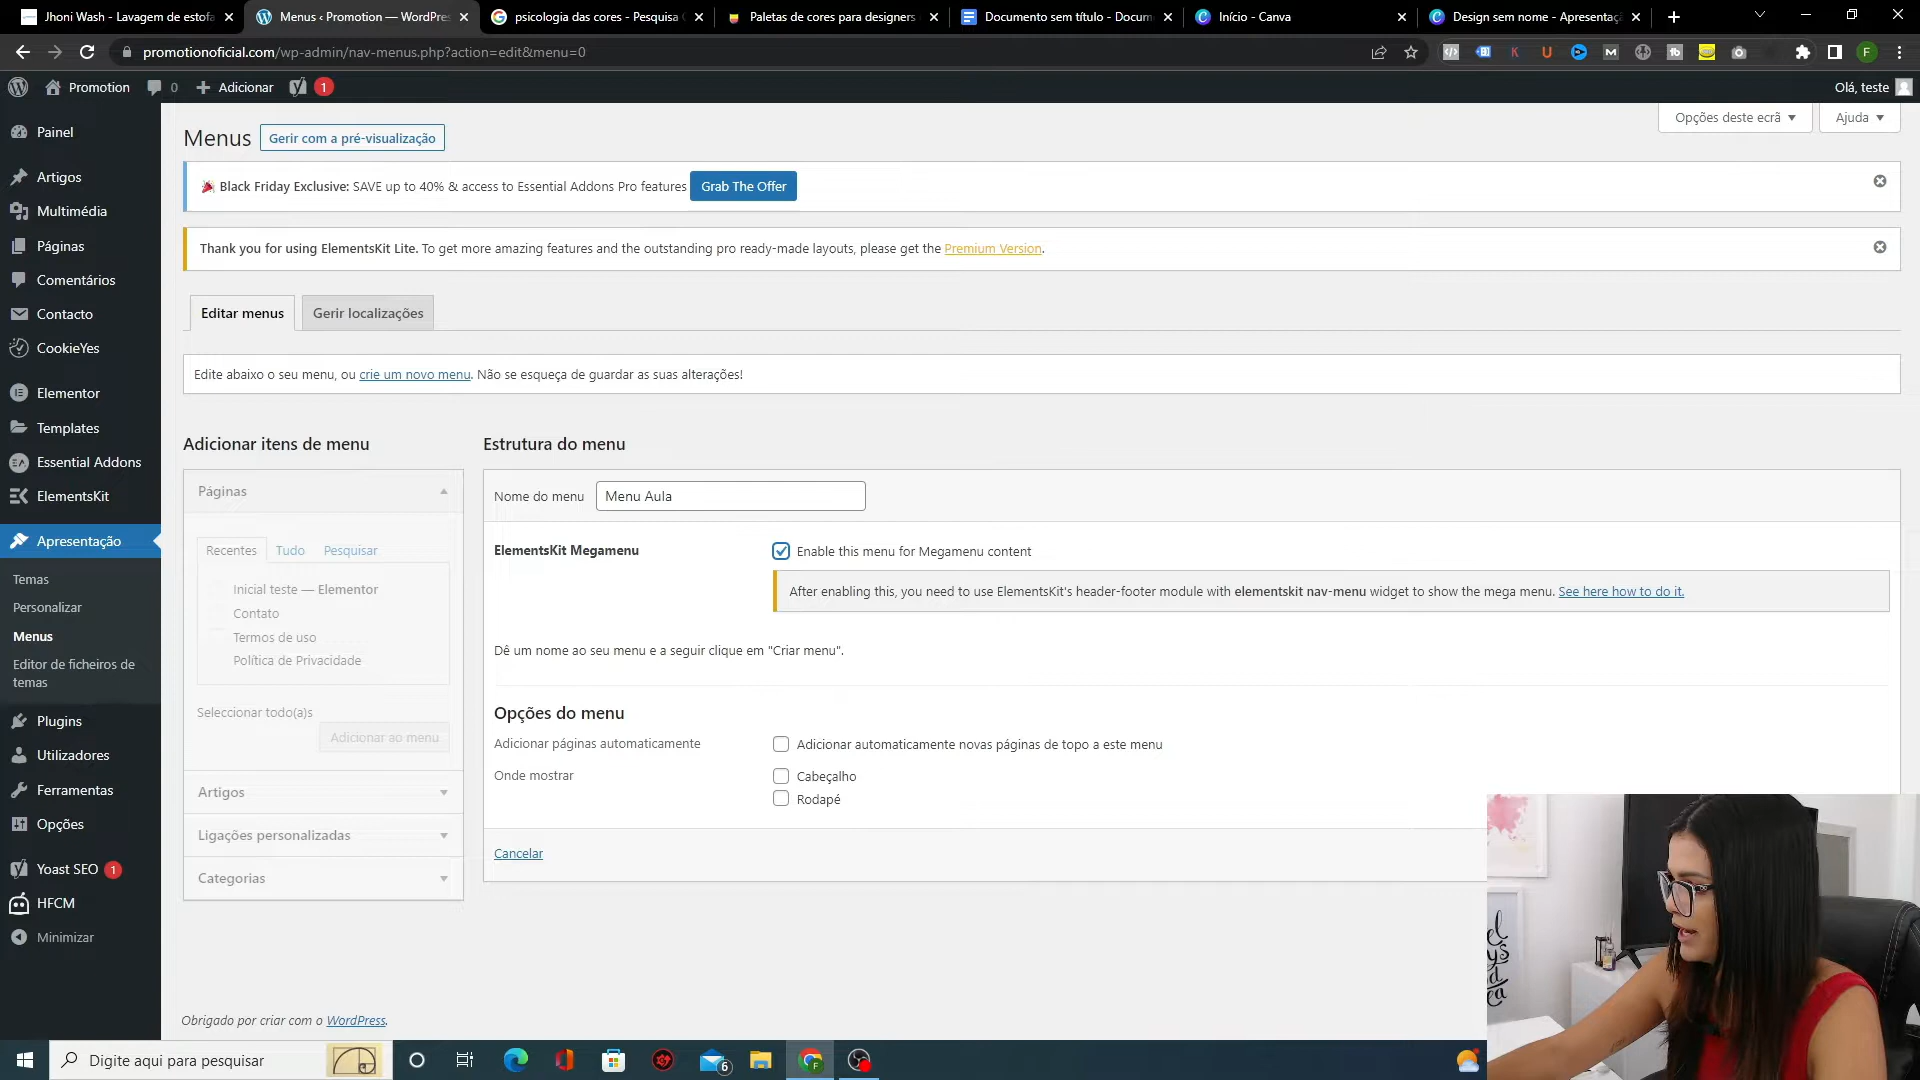 Jhoni Wash - Lavagem de estofa
Menus ‹ Promotion — WordPres
psicologia das cores - Pesquisa
Paletas de cores para designers
Documento sem título - Docum
Início - Canva
Design sem nome - Apresentaç
promotionoficial.com/wp-admin/nav-menus.php?action=edit&menu=0
Promotion
0
Adicionar
1
Olá, teste
Opções deste ecrã
Ajuda
Menus
Gerir com a pré-visualização
Black Friday Exclusive: SAVE up to 40% & access to Essential Addons Pro features
Grab The Offer
Thank you for using ElementsKit Lite. To get more amazing features and the outstanding pro ready-made layouts, please get the Premium Version.
Editar menus
Gerir localizações
Edite abaixo o seu menu, ou crie um novo menu. Não se esqueça de guardar as suas alterações!
Painel
Artigos
Multimédia
Páginas
Comentários
Contacto
CookieYes
Elementor
Templates
Essential Addons
ElementsKit
Apresentação
Temas
Personalizar
Menus
Editor de ficheiros de
temas
Plugins
Utilizadores
Ferramentas
Opções
Yoast SEO 1
HFCM
Minimizar
Adicionar itens de menu
Páginas
Recentes
Tudo
Pesquisar
Inicial teste — Elementor
Contato
Termos de uso
Política de Privacidade
Seleccionar todo(a)s
Adicionar ao menu
Artigos
Ligações personalizadas
Categorias
Estrutura do menu
Nome do menu
Menu Aula
ElementsKit Megamenu
Enable this menu for Megamenu content
After enabling this, you need to use ElementsKit's header-footer module with elementskit nav-menu widget to show the mega menu. See here how to do it.
Dê um nome ao seu menu e a seguir clique em "Criar menu".
Opções do menu
Adicionar páginas automaticamente
Adicionar automaticamente novas páginas de topo a este menu
Onde mostrar
Cabeçalho
Rodapé
Cancelar
Obrigado por criar com o WordPress.
Digite aqui para pesquisar
6